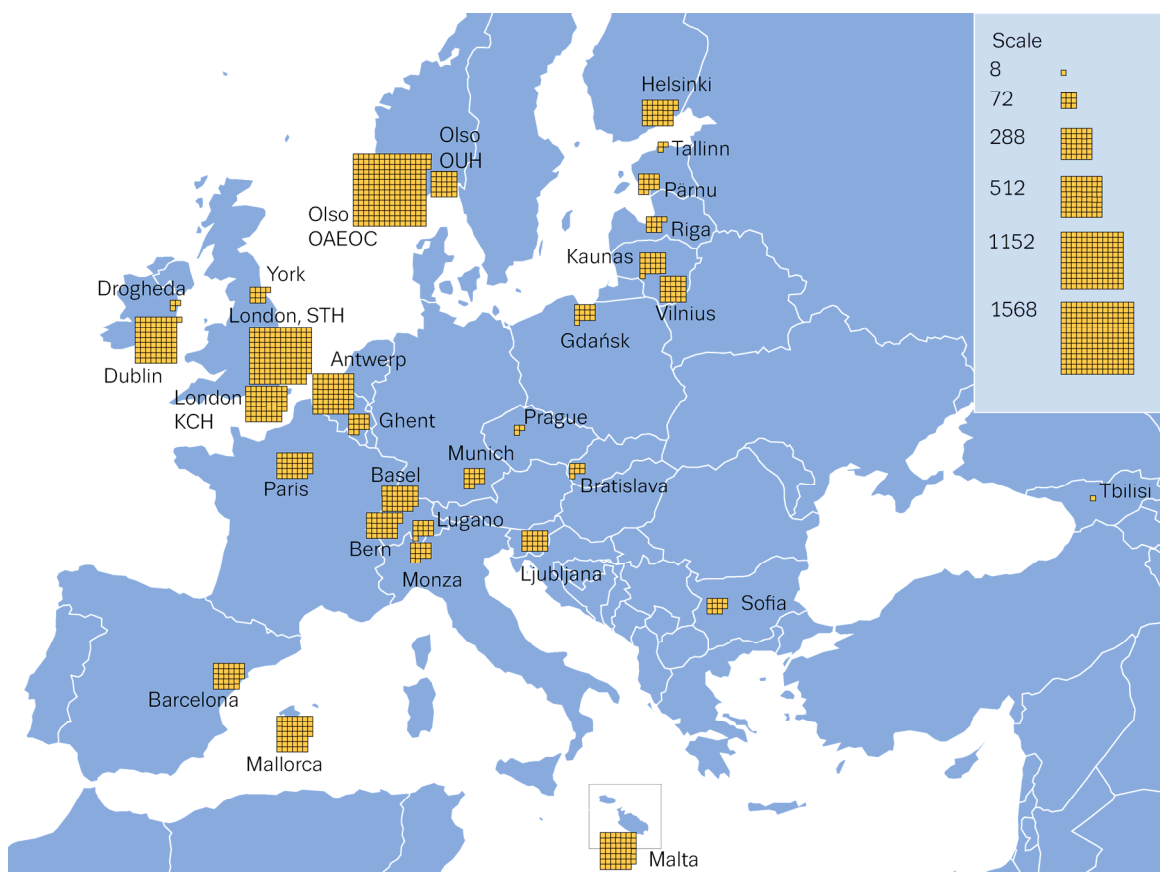 Scale
8
72
288
512
1152
1568
Helsinki
Olso
OUH
Tallinn
Pärnu
Olso
OAEOC
Riga
Kaunas
York
Drogheda
London, STH
Vilnius
Gdańsk
Antwerp
Dublin
London
KCH
Ghent
Prague
Munich
Basel
Paris
Bratislava
Tbilisi
Lugano
Bern
Monza
Ljubljana
Sofia
Barcelona
Mallorca
Malta